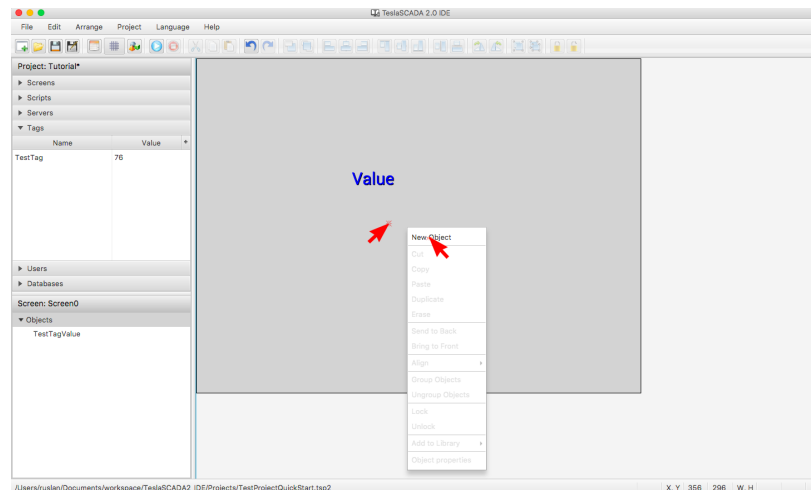 TeslaSCADA 2.0 IDE
File Edit Arrange Project Language Help
Project: Tutorial*
Screens
Scripts
Servers
Tags
Name Value +
TestTag 76
Users
Databases
Screen: Screen0
Objects
TestTagValue
Value
New Object
Cut
Copy
Paste
Duplicate
Erase
Send to Back
Bring to Front
Align
Group Objects
Ungroup Objects
Lock
Unlock
Add to Library
Object properties
/Users/ruslan/Documents/workspace/TeslaSCADA2_IDE/Projects/TestProjectQuickStart.tsp2 X, Y 356 296 W, H